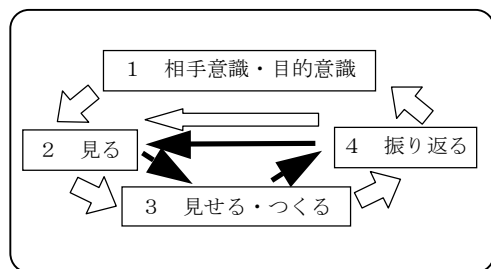 １　相手意識・目的意識
２　見る
４　振り返る
３　見せる・つくる